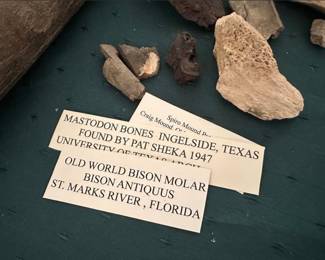 Spiro Mound
Craig Mound,
MASTODON BONES INGELSIDE, TEXAS
FOUND BY PAT SHEKA 1947
UNIVERSITY OF TEXAS ARCH
OLD WORLD BISON MOLAR
BISON ANTIQUUS
ST. MARKS RIVER , FLORIDA